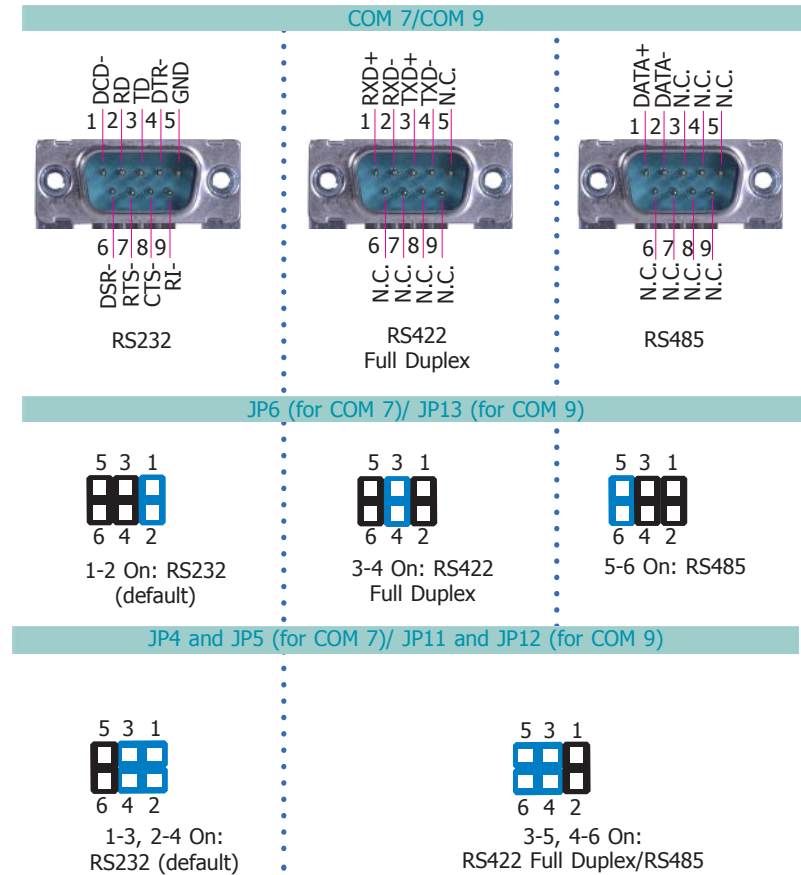 COM 7/COM 9
DCD- RD TD DTR- GND
1 2 3 4 5
6 7 8 9
DSR- RTS- CTS- RI-
RS232
RXD+ RXD- TXD+ TXD- N.C.
1 2 3 4 5
6 7 8 9
N.C. N.C. N.C. N.C.
RS422
Full Duplex
DATA+ DATA- N.C. N.C. N.C.
1 2 3 4 5
6 7 8 9
N.C. N.C. N.C. N.C.
RS485
JP6 (for COM 7)/ JP13 (for COM 9)
5 3 1
6 4 2
1-2 On: RS232
(default)
5 3 1
6 4 2
3-4 On: RS422
Full Duplex
5 3 1
6 4 2
5-6 On: RS485
JP4 and JP5 (for COM 7)/ JP11 and JP12 (for COM 9)
5 3 1
6 4 2
1-3, 2-4 On:
RS232 (default)
5 3 1
6 4 2
3-5, 4-6 On:
RS422 Full Duplex/RS485